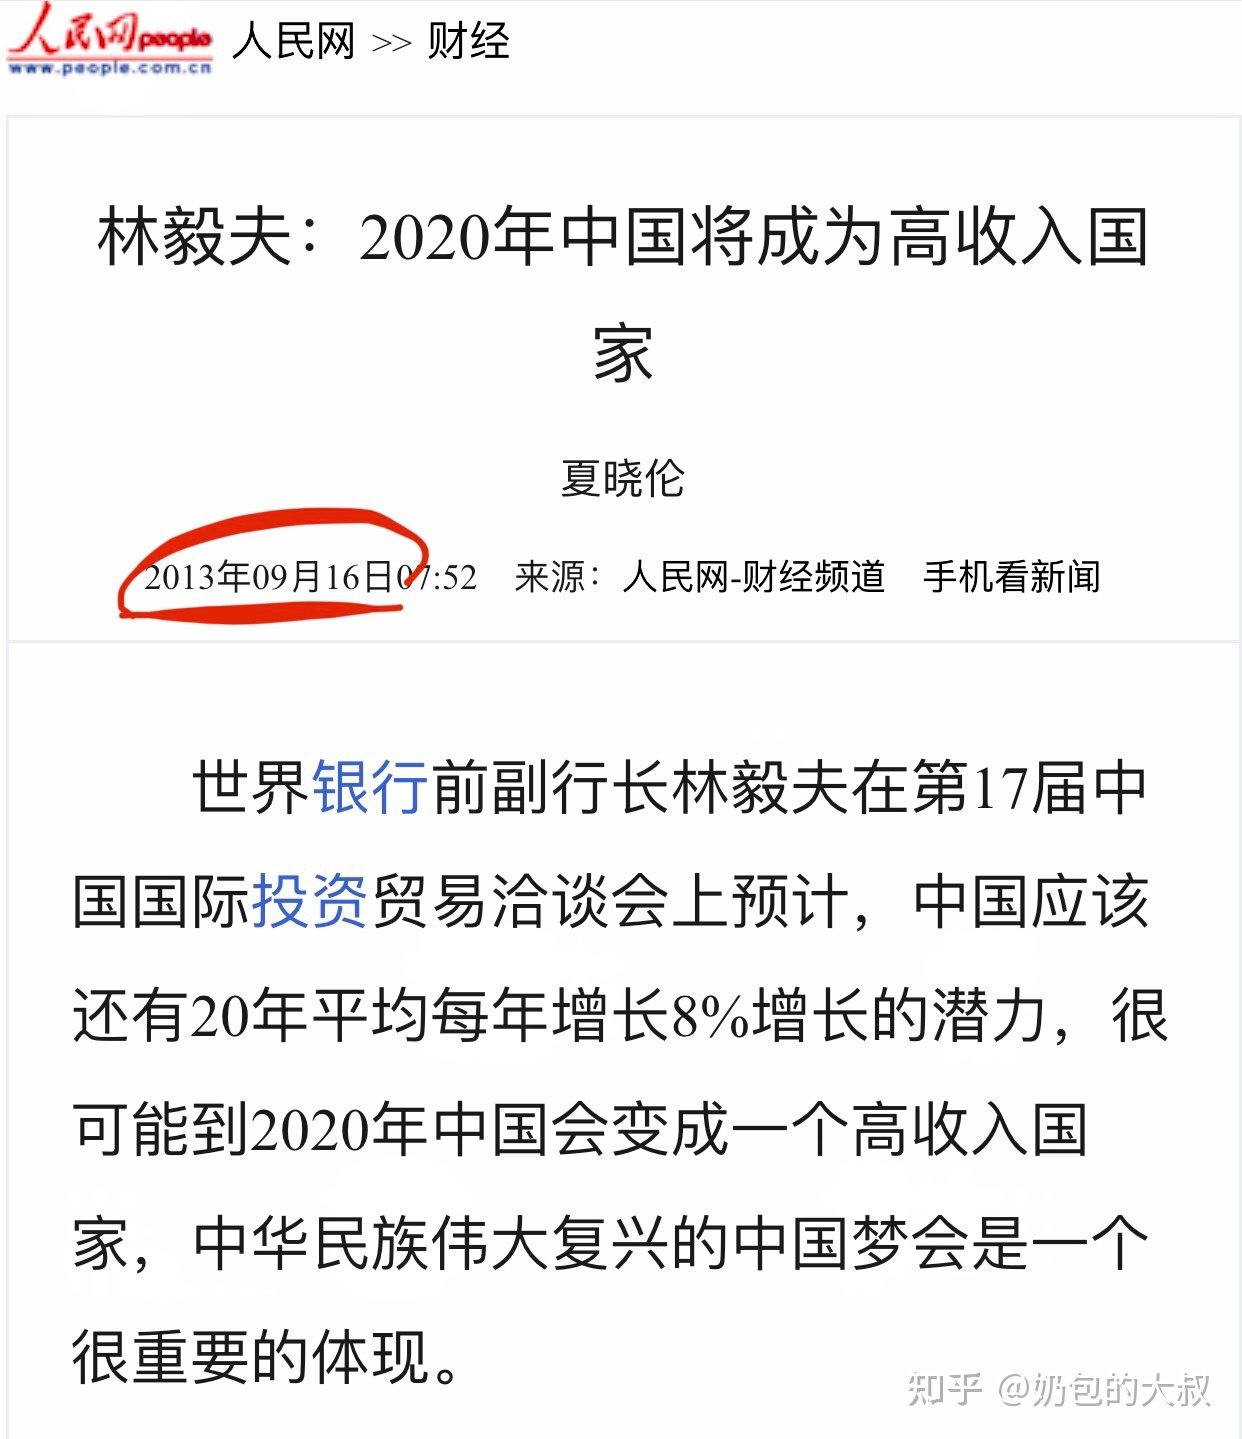 人民网 people 人民网 >> 财经
www.people.com.cn
林毅夫：2020年中国将成为高收入国
家
夏晓伦
2013年09月16日07:52 来源：人民网-财经频道 手机看新闻
世界银行前副行长林毅夫在第17届中
国国际投资贸易洽谈会上预计，中国应该
还有20年平均每年增长8%增长的潜力，很
可能到2020年中国会变成一个高收入国
家，中华民族伟大复兴的中国梦会是一个
很重要的体现。
知乎 @奶包的大叔